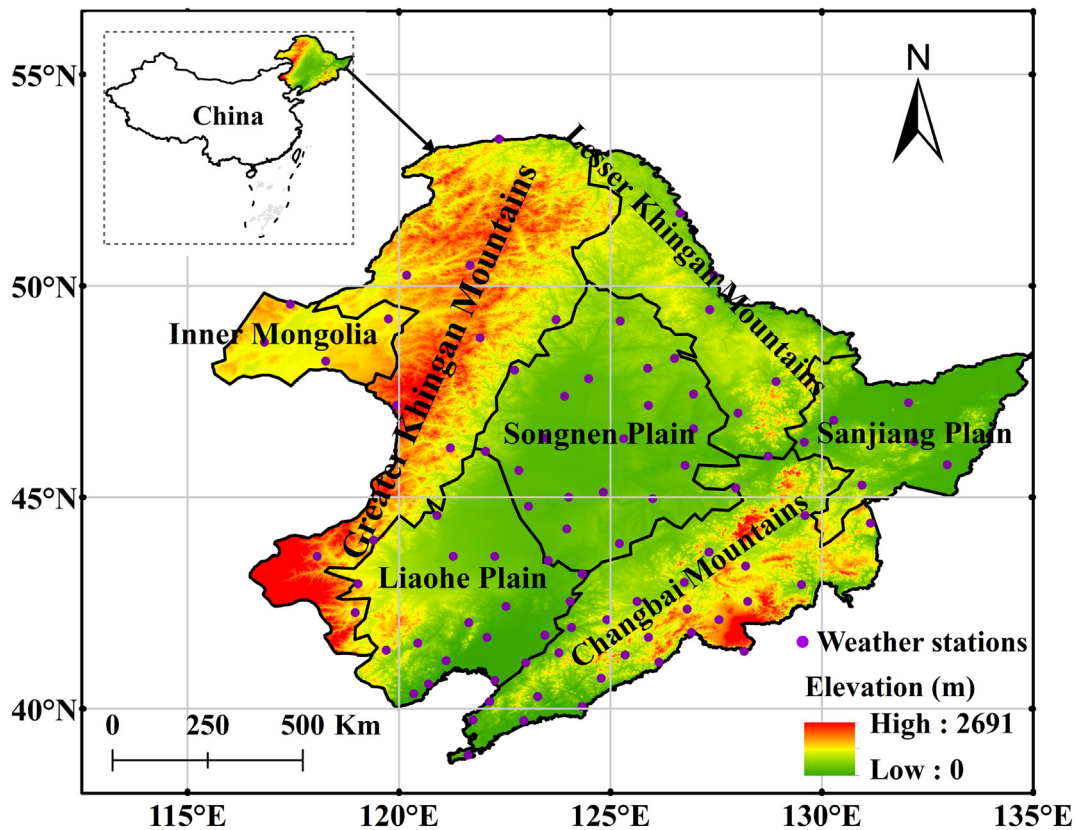 55°N
50°N
45°N
40°N
115°E
120°E
125°E
130°E
135°E
China
N
Lesser Khingan Mountains
Greater Khingan Mountains
Inner Mongolia
Songnen Plain
Sanjiang Plain
Liaohe Plain
Changbai Mountains
Weather stations
Elevation (m)
High : 2691
Low : 0
0 250 500 Km